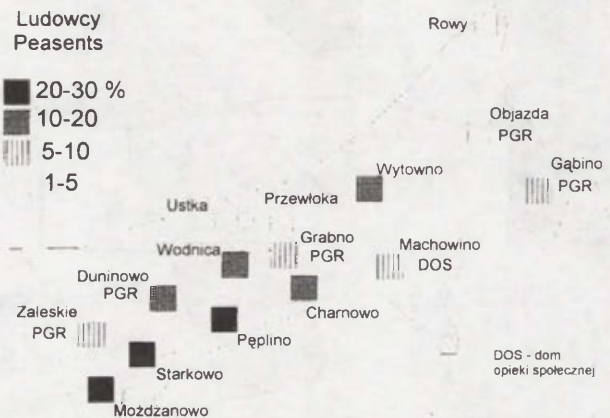 Ludowcy
Peasents
20-30 %
10-20
5-10
1-5
Rowy
Objazda
PGR
Gąbino
PGR
Wytowno
Przewłoka
Ustka
Wodnica
Grabno
PGR
Machowino
DOS
Duninowo
PGR
Charnowo
Zaleskie
PGR
Pęplino
Starkowo
Możdżanowo
DOS - dom
opieki społecznej